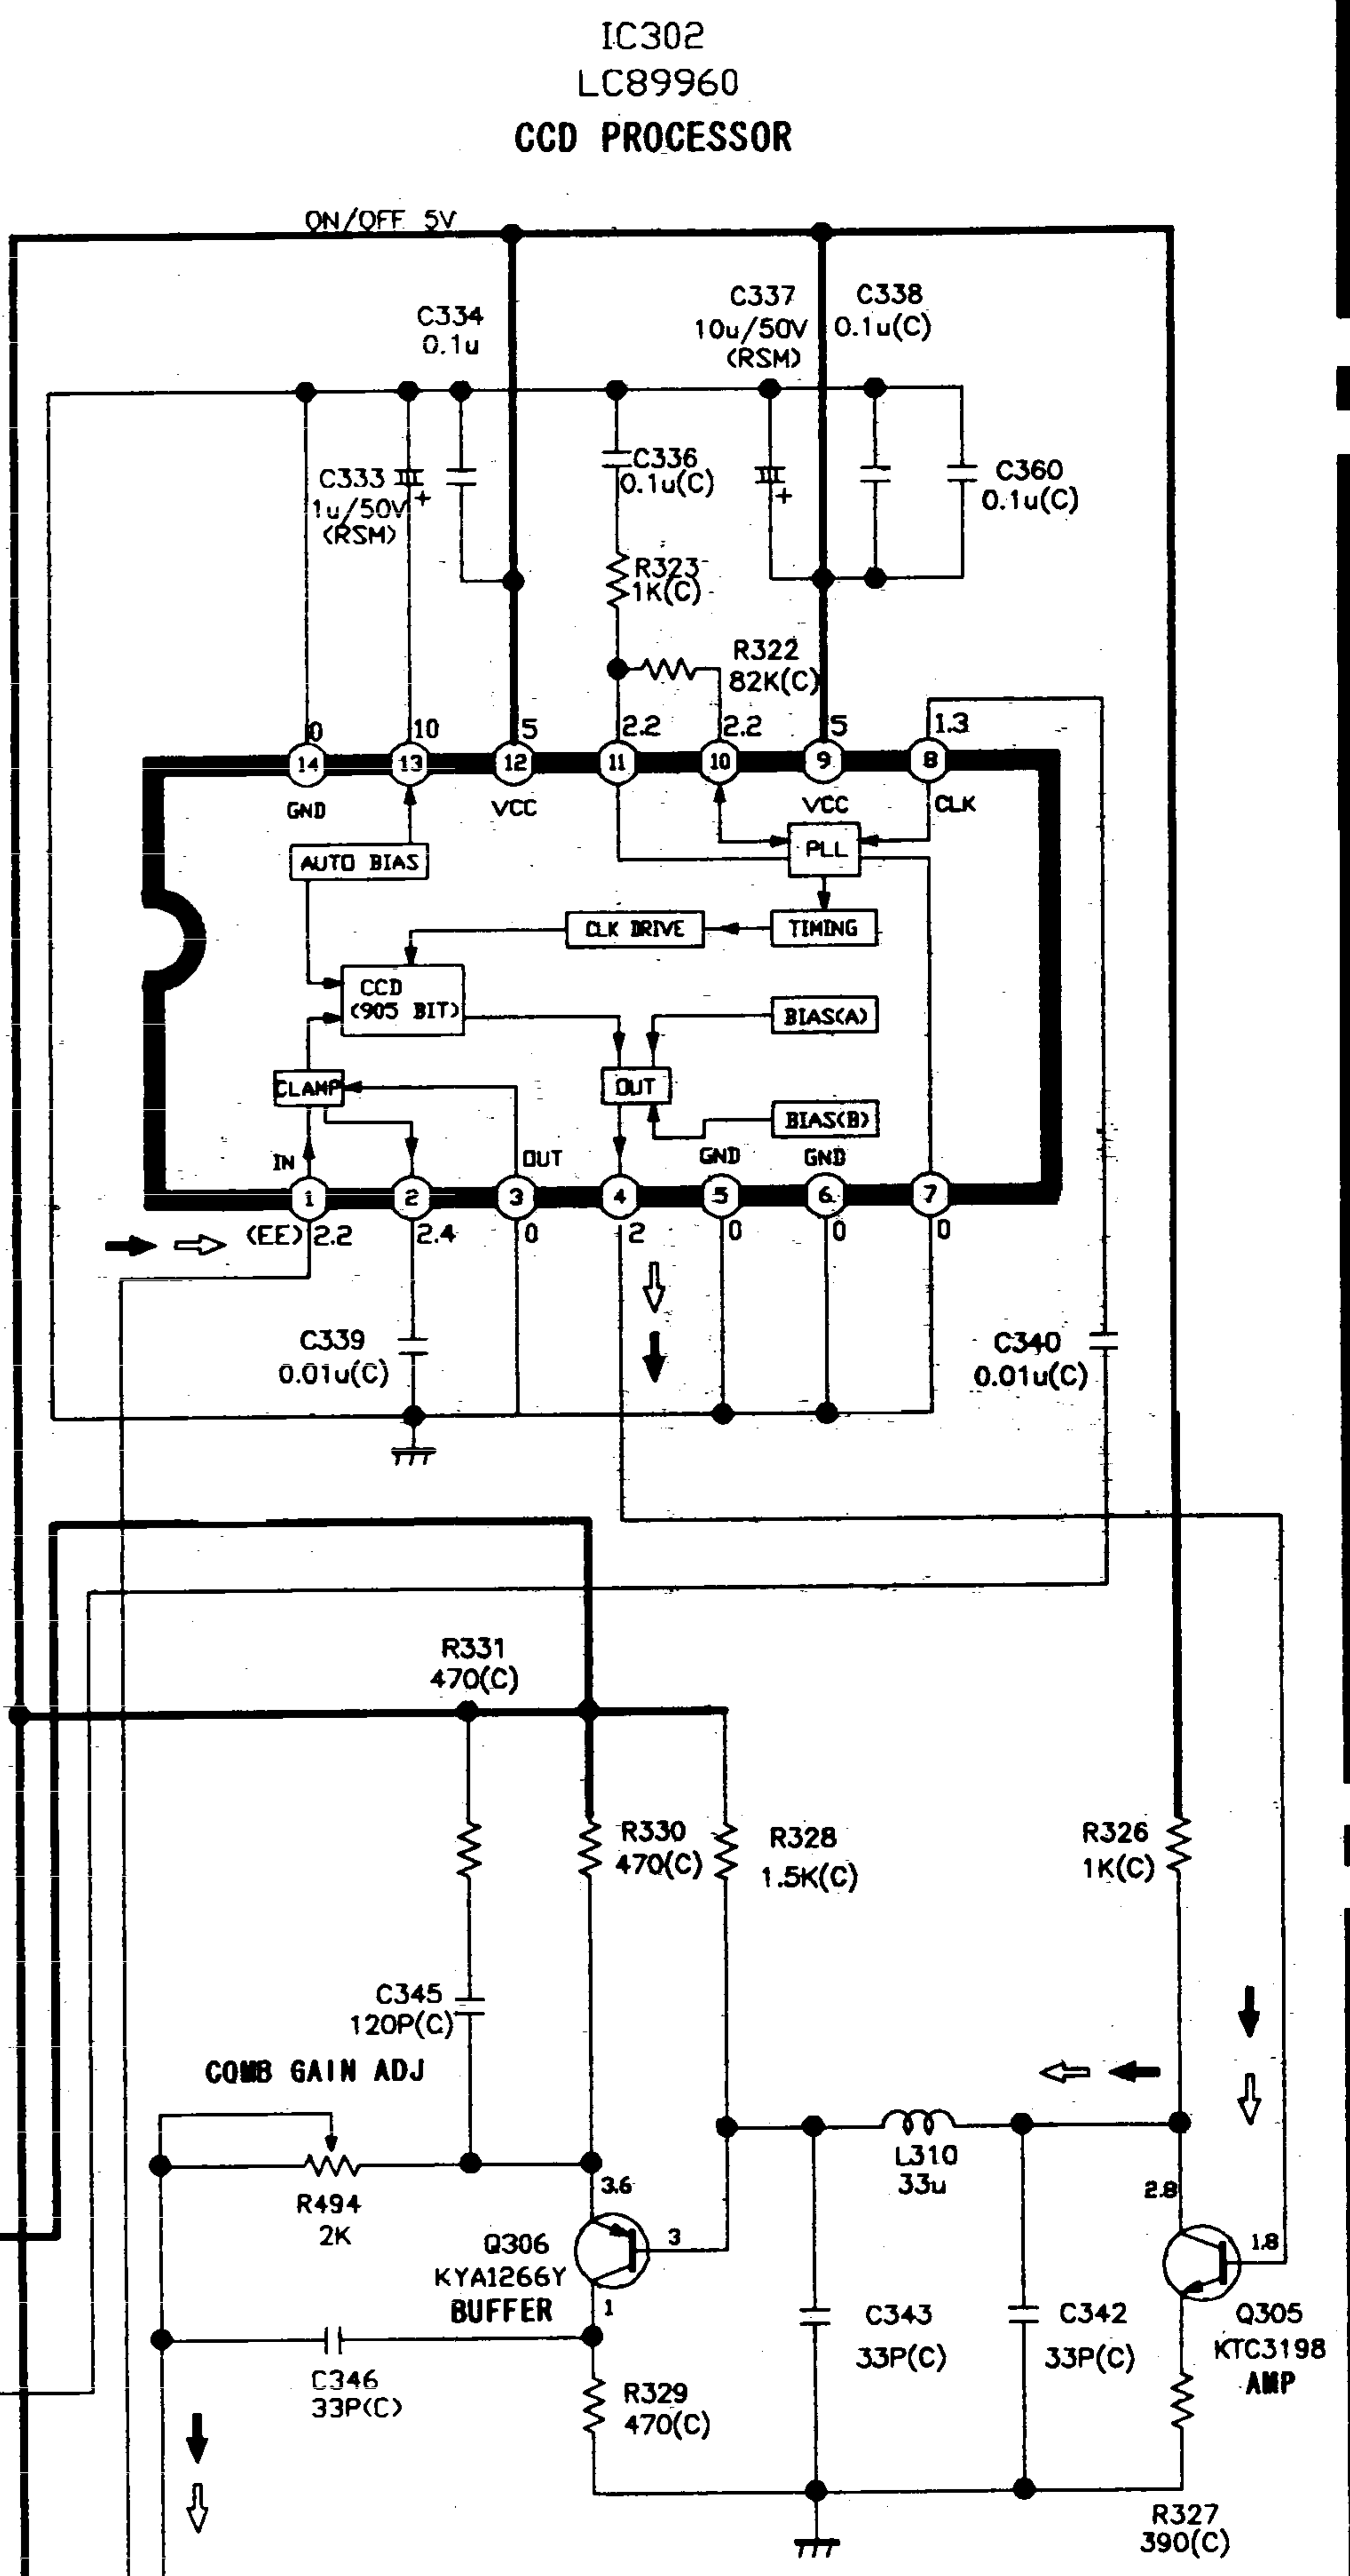 IC302
LC89960
CCD PROCESSOR
ON/OFF 5V
C334
0.1u
C337
10u/50V
(RSM)
C338
0.1u(C)
C333
1u/50V
(RSM)
+
C336
0.1u(C)
+
C360
0.1u(C)
R323
1K(C)
R322
82K(C)
0
10
5
2.2
2.2
5
1.3
14
13
12
11
10
9
8
GND
VCC
VCC
CLK
AUTO BIAS
PLL
CLK DRIVE
TIMING
CCD
(905 BIT)
BIAS(A)
CLAMP
OUT
BIAS(B)
IN
OUT
GND
GND
1
2
3
4
5
6
7
(EE)
2.2
2.4
0
2
0
0
0
C339
0.01u(C)
C340
0.01u(C)
R331
470(C)
R330
470(C)
R328
1.5K(C)
R326
1K(C)
C345
120P(C)
COMB GAIN ADJ
R494
2K
3.6
L310
33u
2.8
Q306
KYA1266Y
BUFFER
3
1.8
1
C343
33P(C)
C342
33P(C)
Q305
KTC3198
AMP
C346
33P(C)
R329
470(C)
R327
390(C)